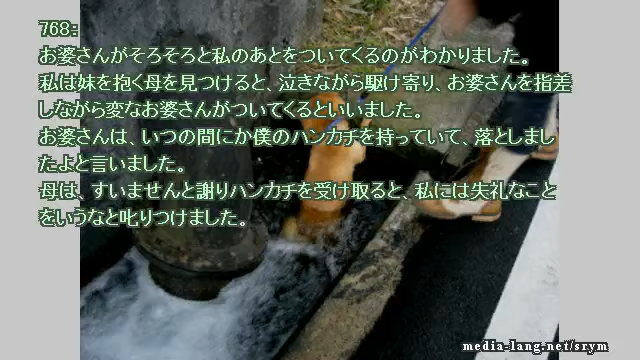 768:
お婆さんがそろそろと私のあとをついてくるのがわかりました。
私は妹を抱く母を見つけると、泣きながら駆け寄り、お婆さんを指差
しながら変なお婆さんがついてくるといいました。
お婆さんは、いつの間にか僕のハンカチを持っていて、落としまし
たよと言いました。
母は、すいませんと謝りハンカチを受け取ると、私には失礼なこと
をいうなと叱りつけました。
media-lang.net/srym